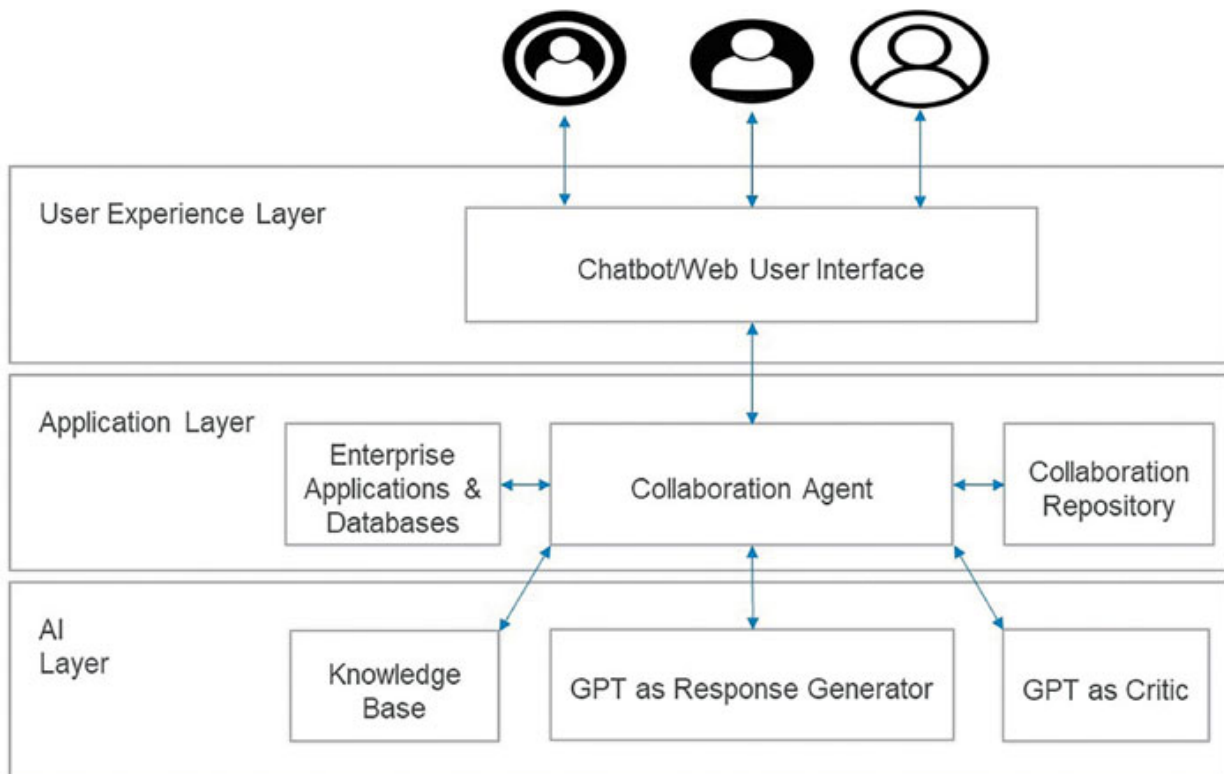 User Experience Layer
Chatbot/Web User Interface
Application Layer
Enterprise
Applications &
Databases
Collaboration Agent
Collaboration
Repository
AI
Layer
Knowledge
Base
GPT as Response Generator
GPT as Critic